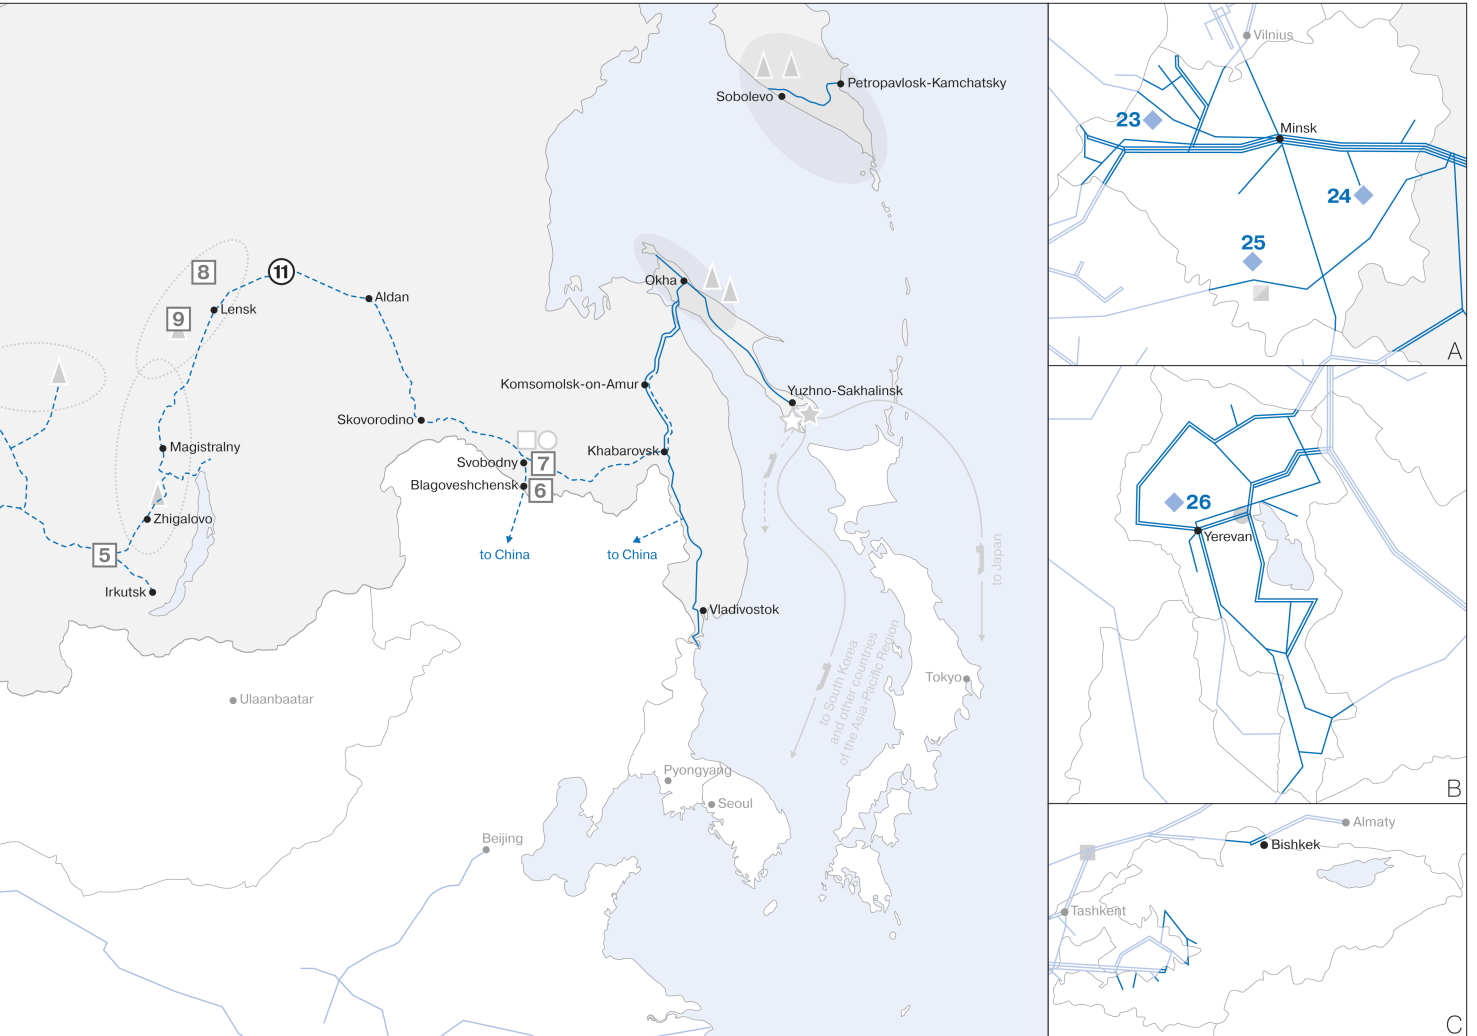 Petropavlosk-Kamchatsky
Sobolevo
Okha
8
11
Aldan
Lensk
9
Komsomolsk-on-Amur
Yuzhno-Sakhalinsk
Skovorodino
Magistralny
Khabarovsk
Svobodny
7
Blagoveshchensk
6
Zhigalovo
5
to China
to China
Irkutsk
Vladivostok
to Japan
to South Korea
and other countries
of the Asia-Pacific Region
Tokyo
Ulaanbaatar
Pyongyang
Seoul
Beijing
Vilnius
23
Minsk
24
25
A
26
Yerevan
B
Almaty
Bishkek
Tashkent
C